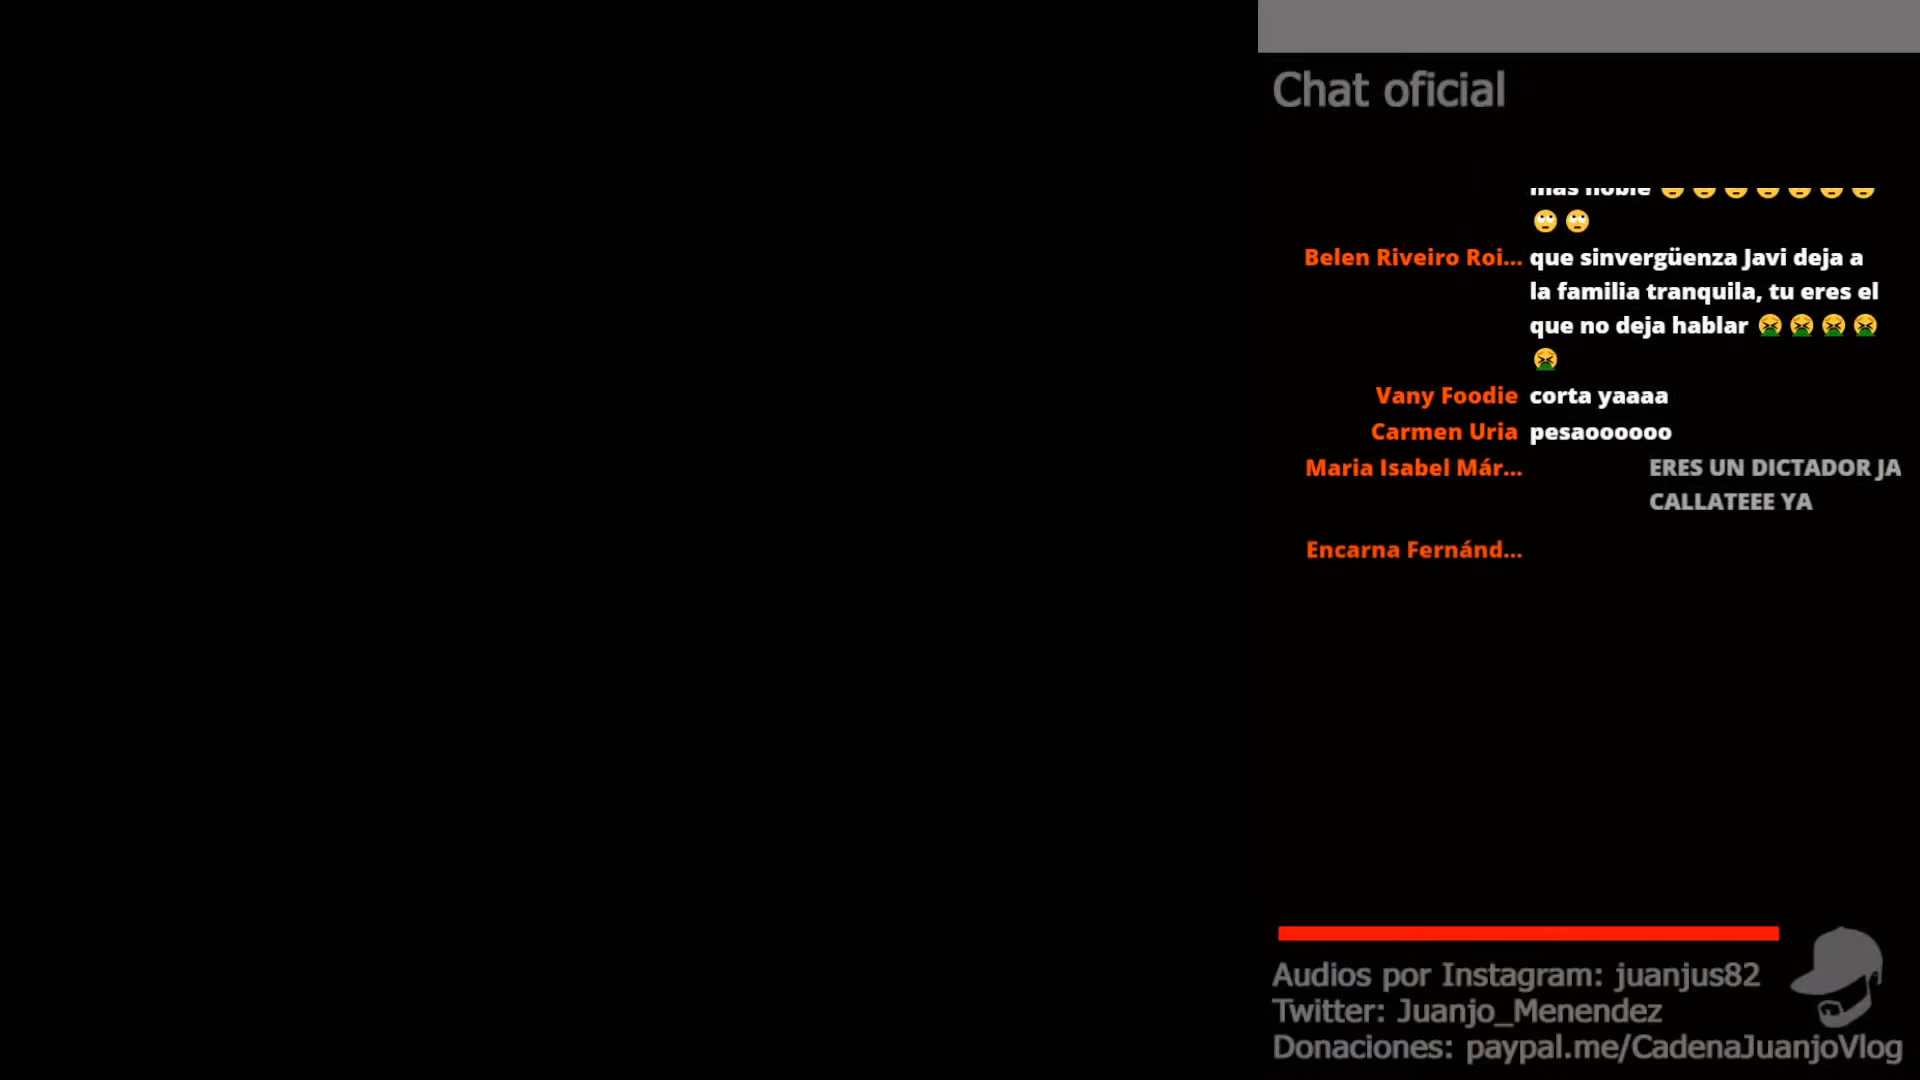 Chat oficial
más noble 🙄🙄🙄🙄🙄🙄🙄
🙄🙄
Belen Riveiro Roi... que sinvergüenza Javi deja a
la familia tranquila, tu eres el
que no deja hablar 🤮🤮🤮🤮
🤮
Vany Foodie corta yaaaa
Carmen Uria pesaoooooo
Maria Isabel Már... ERES UN DICTADOR JA
CALLATEEE YA
Encarna Fernánd...
Audios por Instagram: juanjus82
Twitter: Juanjo_Menendez
Donaciones: paypal.me/CadenaJuanjoVlog